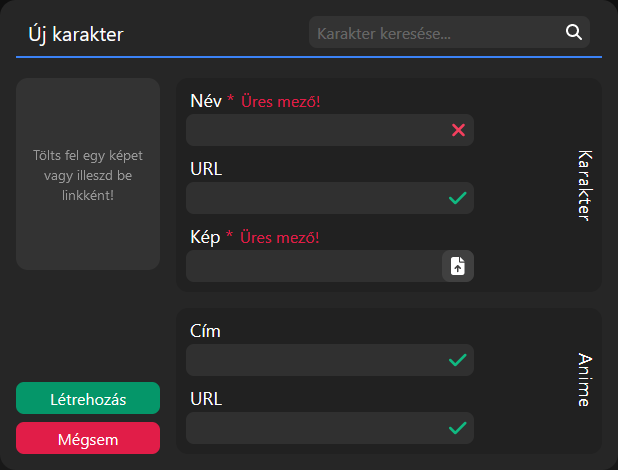 Új karakter
Karakter keresése...
Tölts fel egy képet
vagy illeszd be
linkként!
Név * Üres mező!
URL
Kép * Üres mező!
Karakter
Cím
URL
Anime
Létrehozás
Mégsem